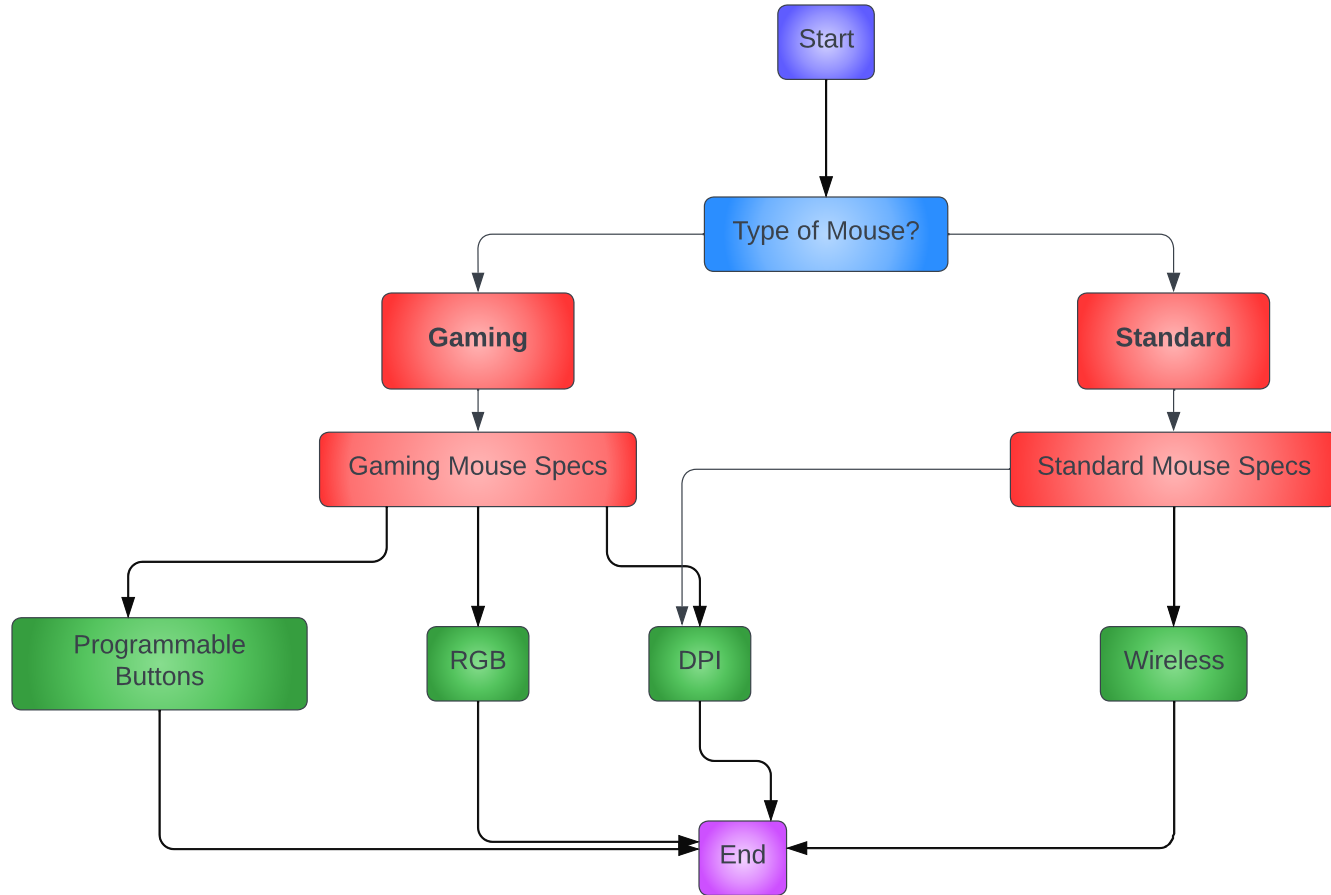 Start
Type of Mouse?
Gaming
Standard
Gaming Mouse Specs
Standard Mouse Specs
Programmable
Buttons
RGB
DPI
Wireless
End